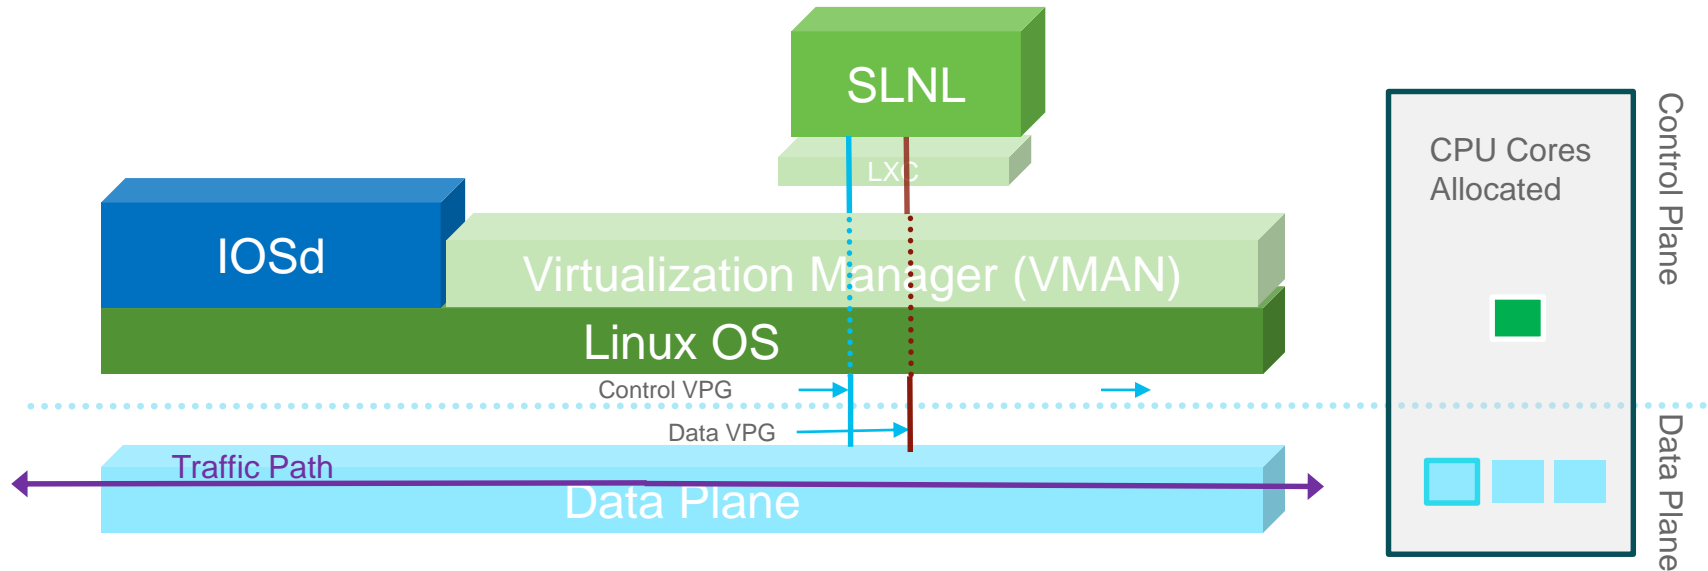 SLNL
LXC
IOSd
Virtualization Manager (VMAN)
Linux OS
Control VPG
Data VPG
Traffic Path
Data Plane
CPU Cores
Allocated
Control Plane
Data Plane